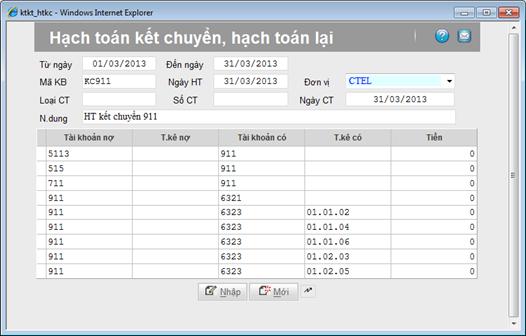 ktkt_htkc - Windows Internet Explorer
Hạch toán kết chuyển, hạch toán lại
Từ ngày 01/03/2013 Đến ngày 31/03/2013
Mã KB KC911 Ngày HT 31/03/2013 Đơn vị CTEL
Loại CT Số CT Ngày CT 31/03/2013
N.dung HT kết chuyển 911
Tài khoản nợ T.kê nợ Tài khoản có T.kê có Tiền
5113 911 0
515 911 0
711 911 0
911 6321 0
911 6323 01.01.02 0
911 6323 01.01.04 0
911 6323 01.01.06 0
911 6323 01.02.03 0
911 6323 01.02.05 0
Nhập Mới